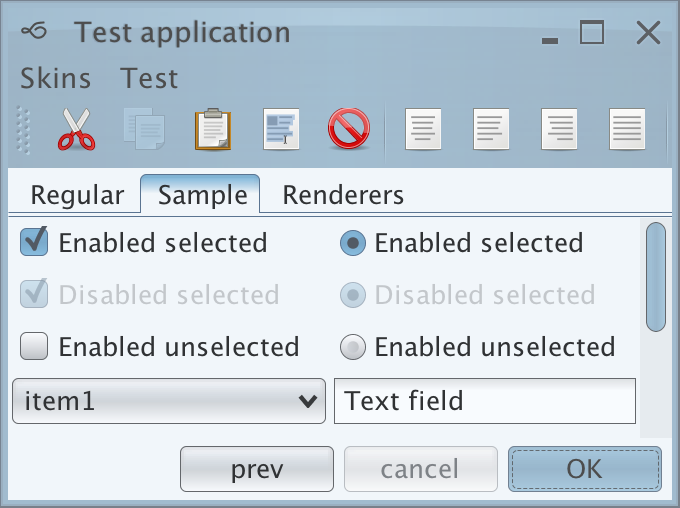 Test application
Skins Test
Regular Sample Renderers
Enabled selected Enabled selected
Disabled selected Disabled selected
Enabled unselected Enabled unselected
item1 Text field
prev cancel OK